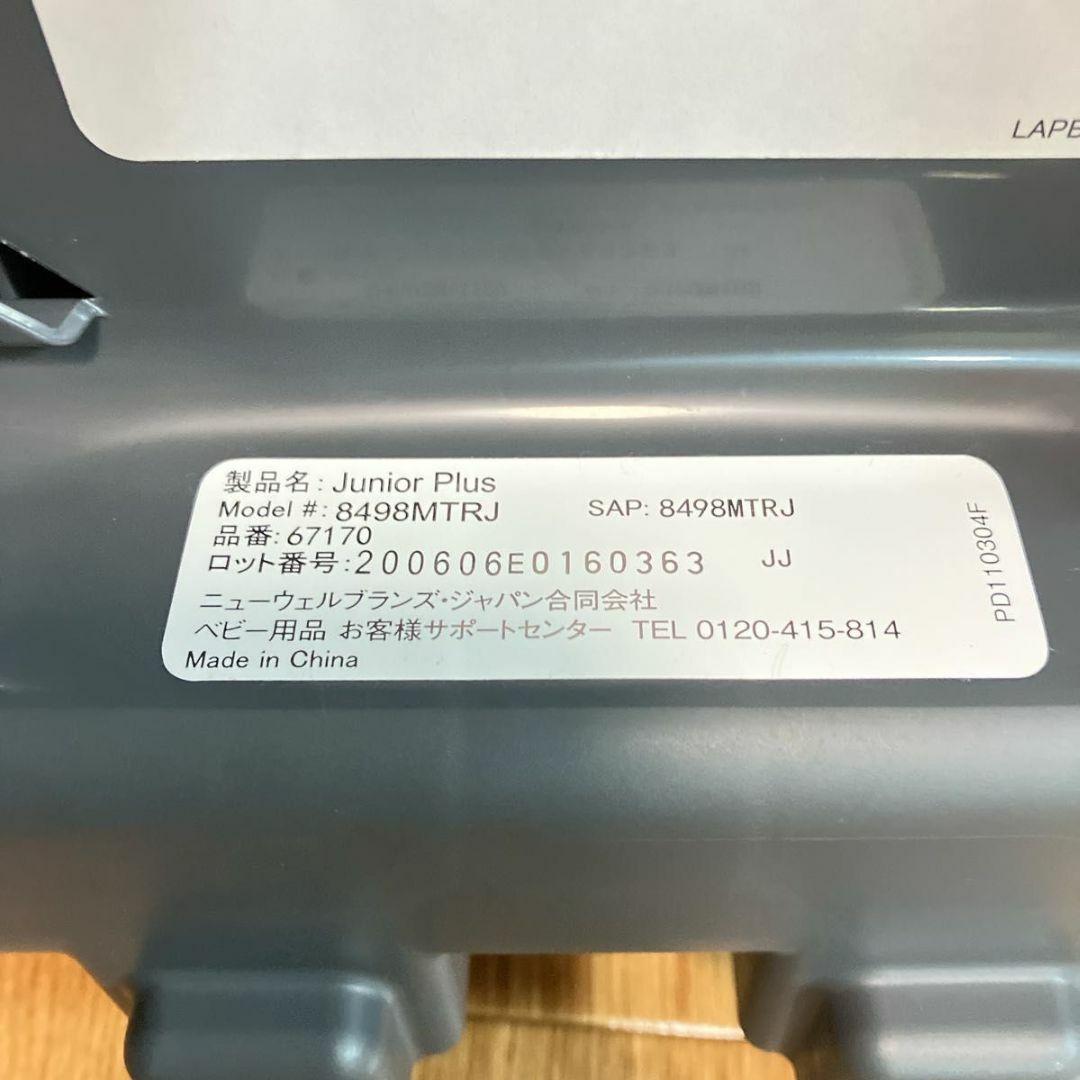 LAPE
製品名: Junior Plus
Model #: 8498MTRJ SAP: 8498MTRJ
品番: 67170
ロット番号: 200606E0160363 JJ
ニューウェルブランズ・ジャパン合同会社
ベビー用品 お客様サポートセンター TEL 0120-415-814
Made in China
PD110304F